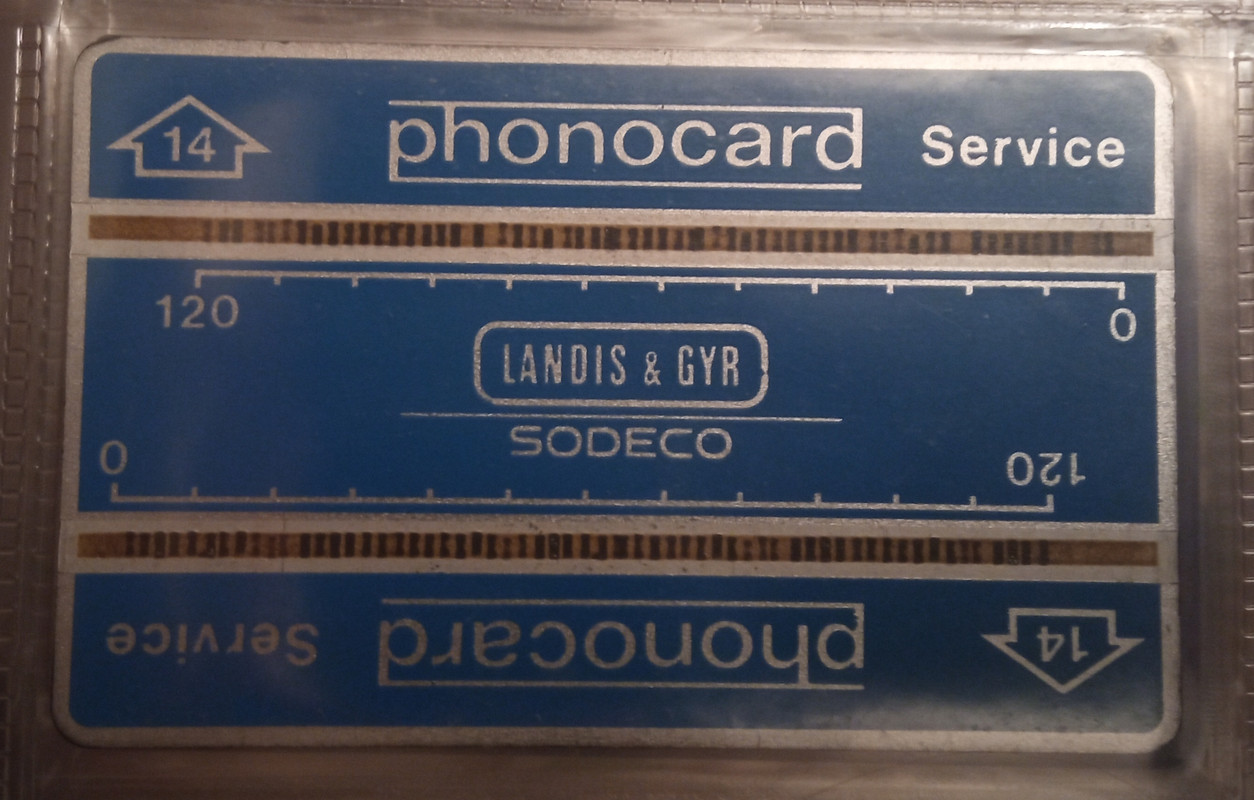 14 phonocard Service
120
0
LANDIS & GYR
SODECO
0
120
Service phonocard 14